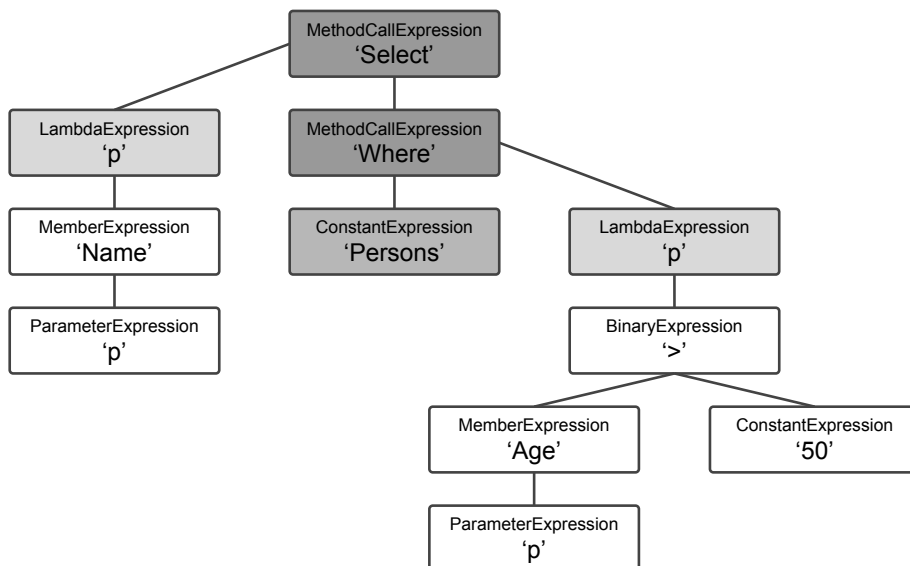 MethodCallExpression
‘Select’
LambdaExpression
‘p’
MethodCallExpression
‘Where’
MemberExpression
‘Name’
ConstantExpression
‘Persons’
LambdaExpression
‘p’
ParameterExpression
‘p’
BinaryExpression
‘>’
MemberExpression
‘Age’
ConstantExpression
‘50’
ParameterExpression
‘p’